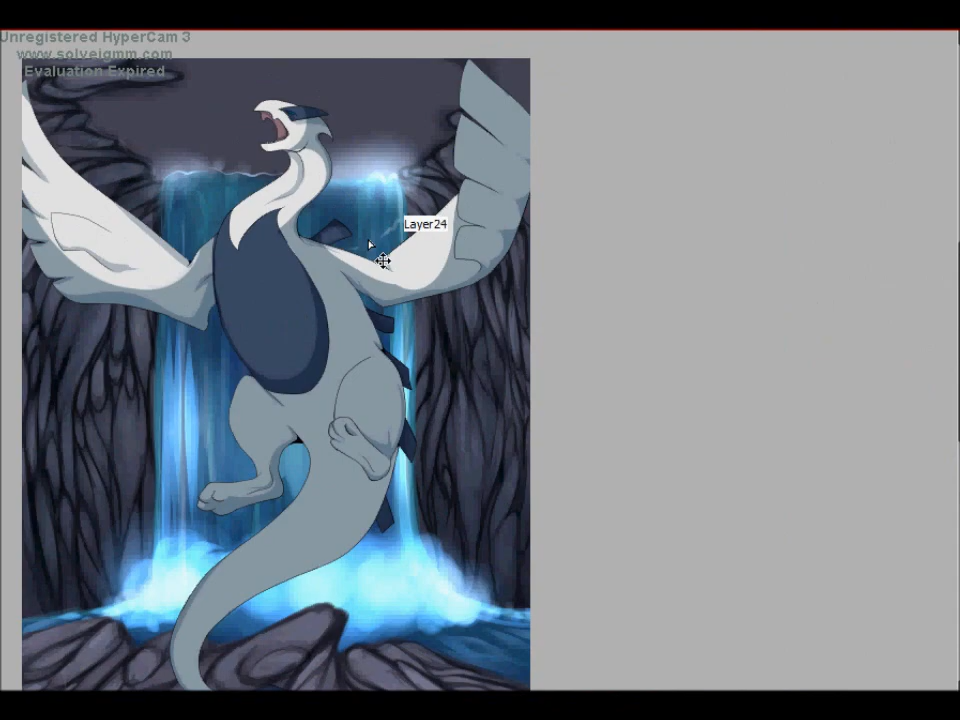 Unregistered HyperCam 3
www.solveigmm.com
Evaluation Expired
Layer24